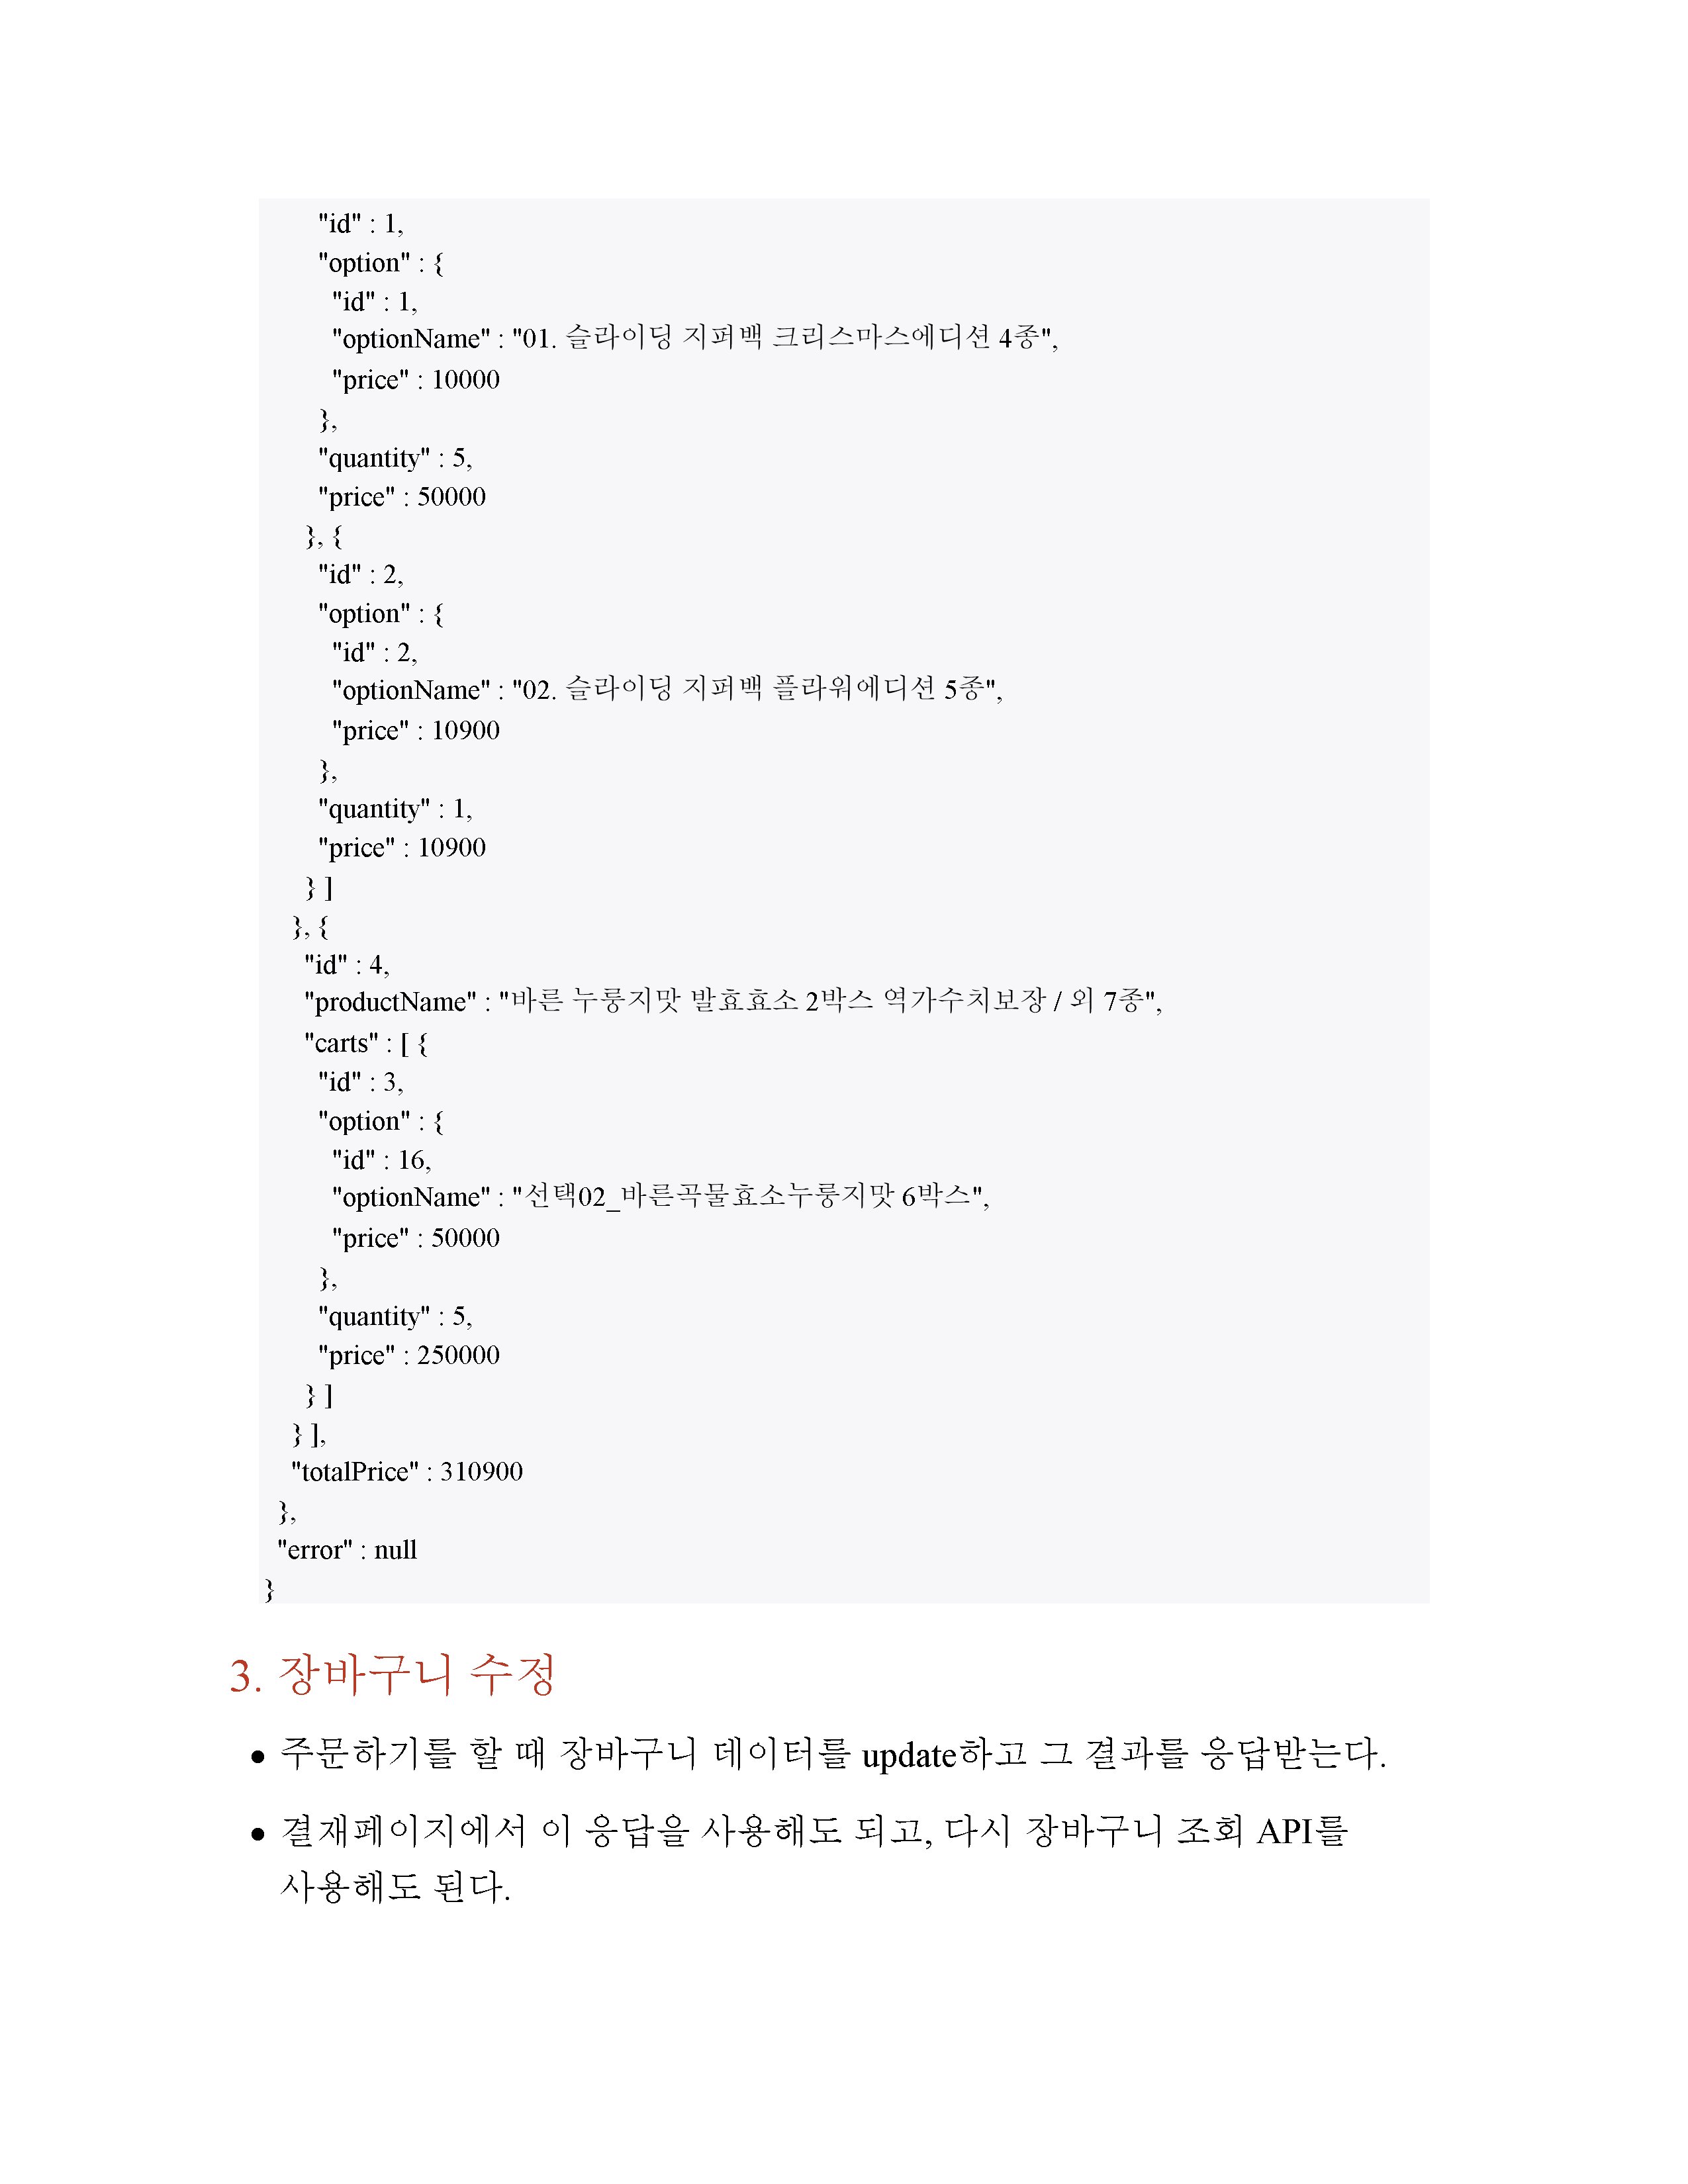 "id" : 1,
"option" : {
"id" : 1,
"optionName" : "01. 슬라이딩 지퍼백 크리스마스에디션 4종",
"price" : 10000
},
"quantity" : 5,
"price" : 50000
}, {
"id" : 2,
"option" : {
"id" : 2,
"optionName" : "02. 슬라이딩 지퍼백 플라워에디션 5종",
"price" : 10900
},
"quantity" : 1,
"price" : 10900
} ]
}, {
"id" : 4,
"productName" : "바른 누룽지맛 발효효소 2박스 역가수치보장 / 외 7종",
"carts" : [ {
"id" : 3,
"option" : {
"id" : 16,
"optionName" : "선택02_바른곡물효소누룽지맛 6박스",
"price" : 50000
},
"quantity" : 5,
"price" : 250000
} ]
} ],
"totalPrice" : 310900
},
"error" : null
}
3. 장바구니 수정
• 주문하기를 할 때 장바구니 데이터를 update하고 그 결과를 응답받는다.
• 결재페이지에서 이 응답을 사용해도 되고, 다시 장바구니 조회 API를
사용해도 된다.